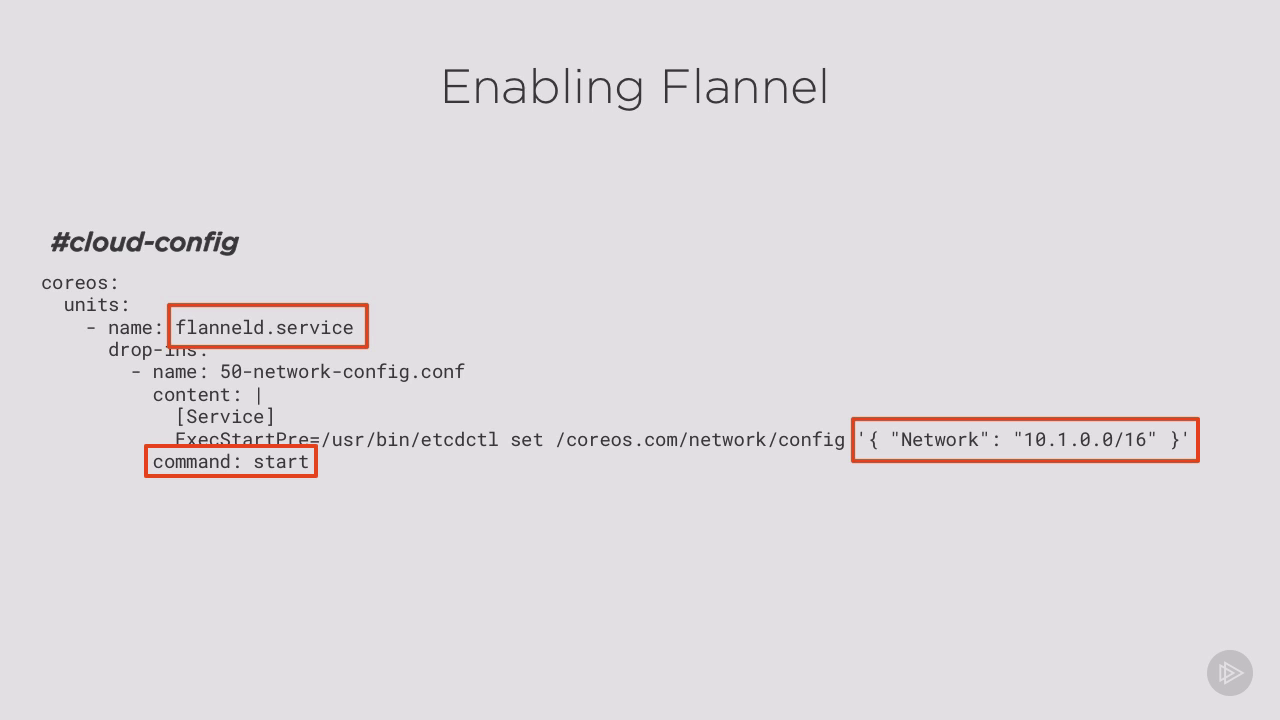 Enabling Flannel
#cloud-config
coreos:
  units:
    - name: flanneld.service
      drop-ins:
        - name: 50-network-config.conf
          content: |
            [Service]
            ExecStartPre=/usr/bin/etcdctl set /coreos.com/network/config '{ "Network": "10.1.0.0/16" }'
          command: start